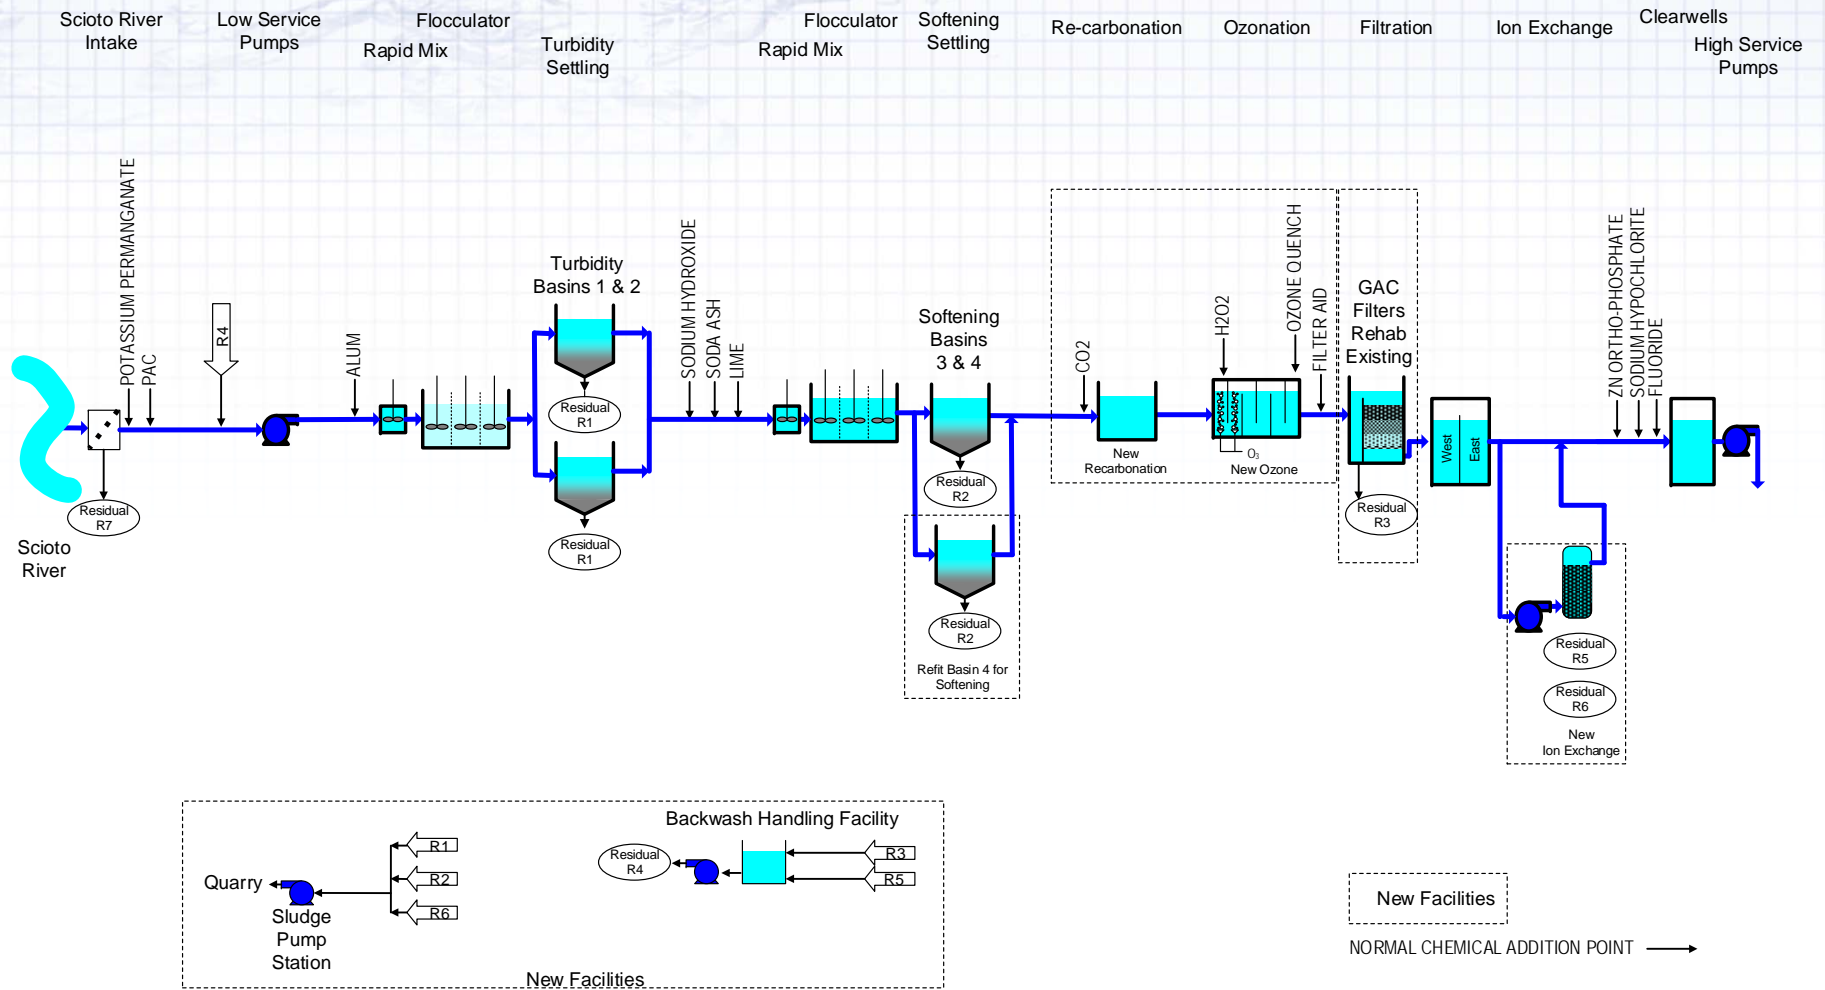 Scioto River
Intake
Low Service
Pumps
Rapid Mix
Flocculator
Turbidity
Settling
Rapid Mix
Flocculator
Softening
Settling
Re-carbonation
Ozonation
Filtration
Ion Exchange
Clearwells
High Service
Pumps
POTASSIUM PERMANGANATE
PAC
R4
ALUM
Turbidity
Basins 1 & 2
Residual
R1
Residual
R1
SODIUM HYDROXIDE
SODA ASH
LIME
Softening
Basins
3 & 4
Residual
R2
Residual
R2
Refit Basin 4 for
Softening
CO2
New
Recarbonation
H2O2
OZONE QUENCH
FILTER AID
O3
New Ozone
GAC
Filters
Rehab
Existing
Residual
R3
West
East
ZN ORTHO-PHOSPHATE
SODIUM HYPOCHLORITE
FLUORIDE
Residual
R5
Residual
R6
New
Ion Exchange
Residual
R7
Scioto
River
Quarry
Sludge
Pump
Station
R1
R2
R6
Backwash Handling Facility
Residual
R4
R3
R5
New Facilities
New Facilities
NORMAL CHEMICAL ADDITION POINT